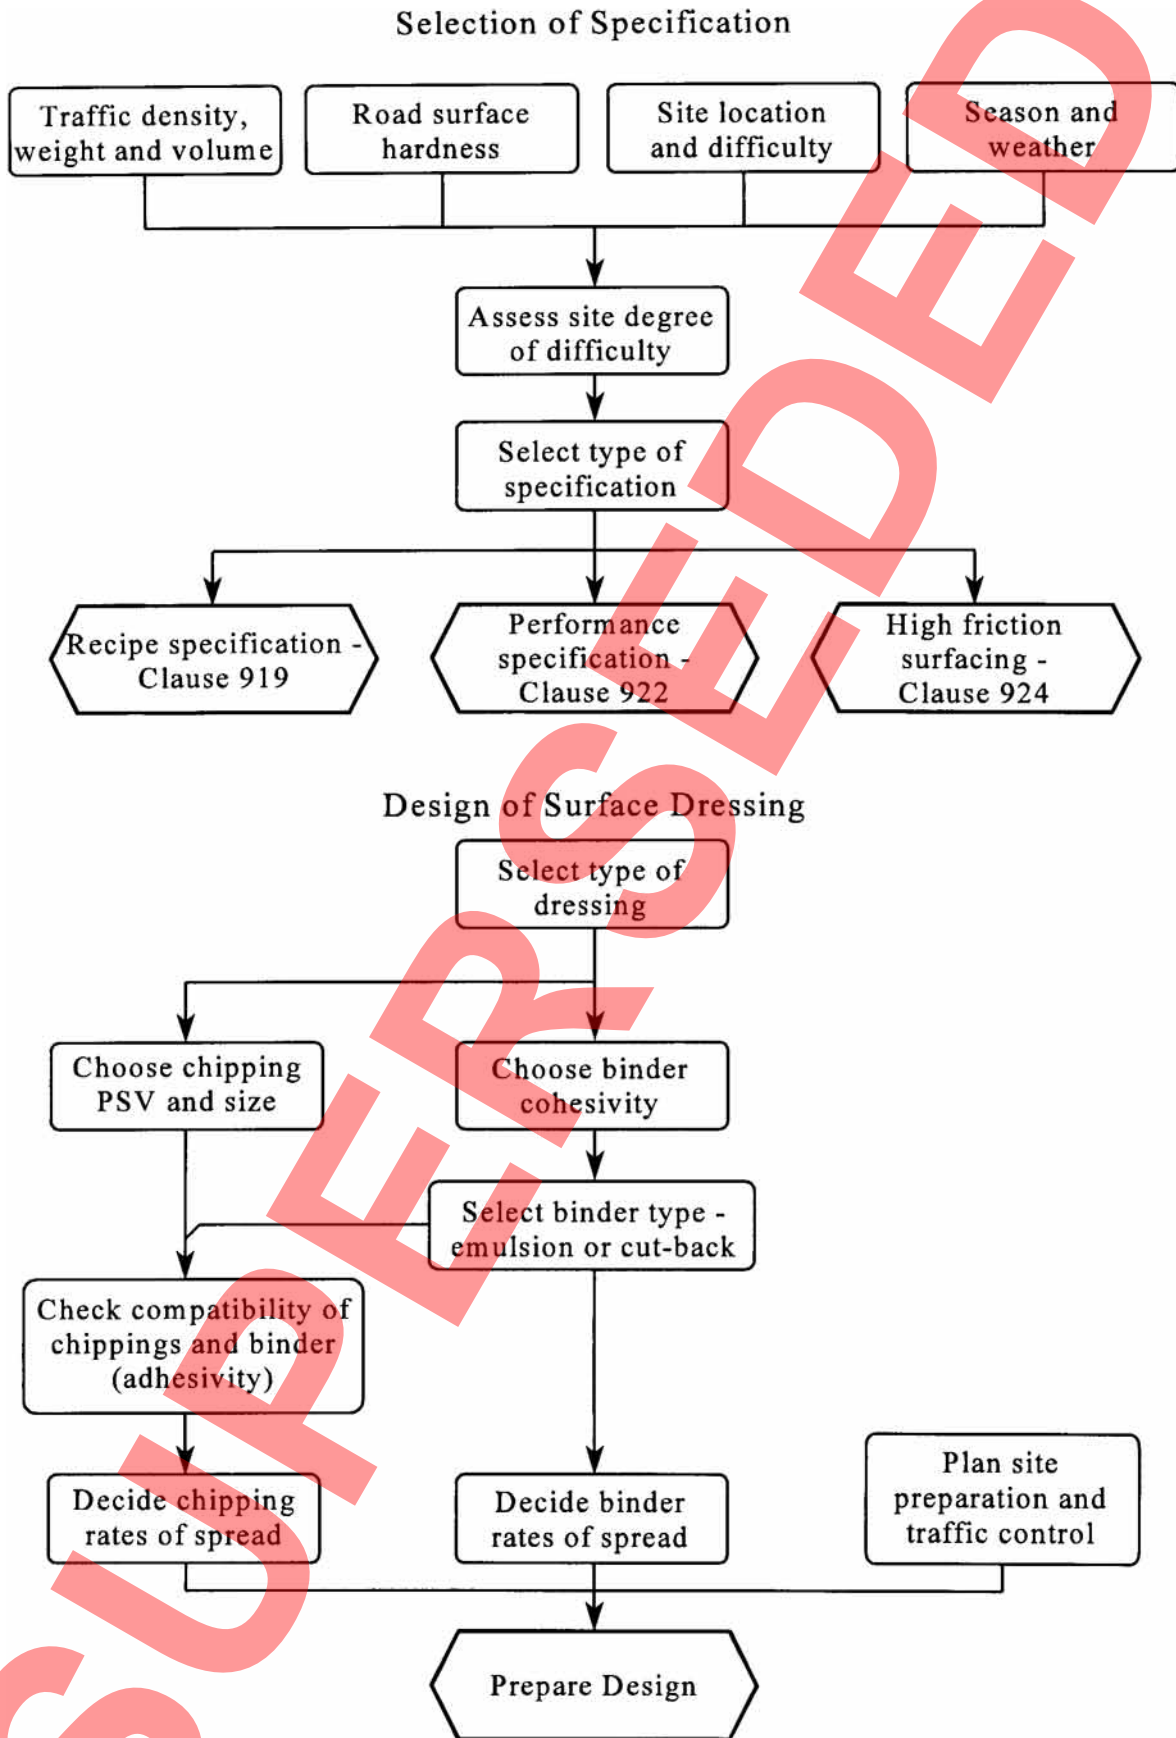 Selection of Specification
Traffic density,
weight and volume
Road surface
hardness
Site location
and difficulty
Season and
weather
Assess site degree
of difficulty
Select type of
specification
Recipe specification -
Clause 919
Performance
specification -
Clause 922
High friction
surfacing -
Clause 924
Design of Surface Dressing
Select type of
dressing
Choose chipping
PSV and size
Choose binder
cohesivity
Select binder type -
emulsion or cut-back
Check compatibility of
chippings and binder
(adhesivity)
Decide chipping
rates of spread
Decide binder
rates of spread
Plan site
preparation and
traffic control
Prepare Design
SUPERSEDED